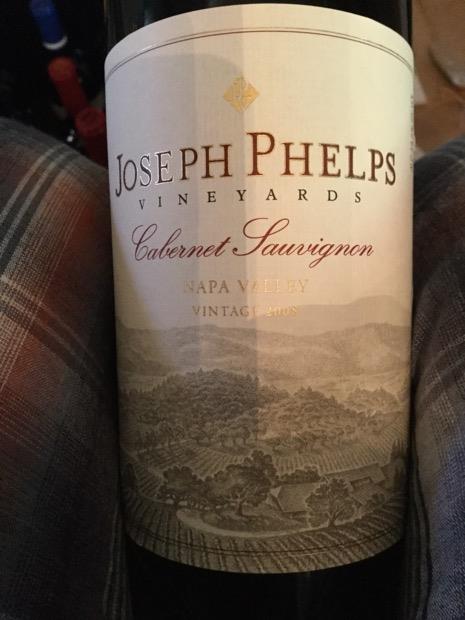 JOSEPH PHELPS
VINEYARDS
Cabernet Sauvignon
NAPA VALLEY
VINTAGE 2008